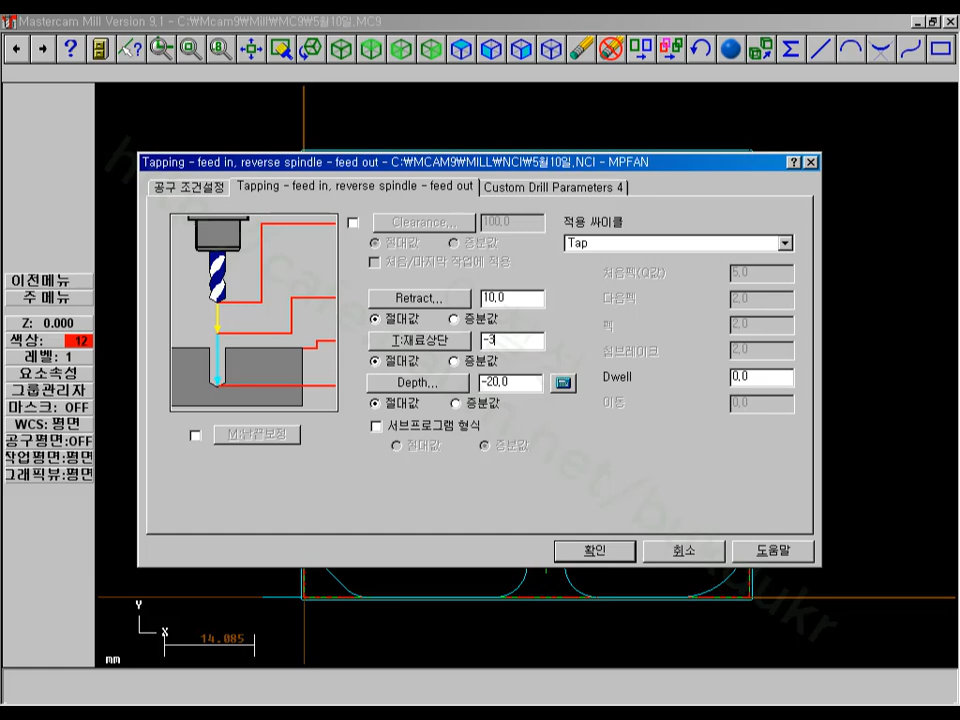 Mastercam Mill Version 9.1 - C:₩Mcam9₩Mill₩MC9₩5월10일.MC9
이전메뉴
주 메뉴
Z: 0.000
색상: 12
레벨: 1
요소속성
그룹관리자
마스크: OFF
WCS: 평면
공구평면:OFF
작업평면:평면
그래픽뷰:평면
Tapping - feed in, reverse spindle - feed out - C:₩MCAM9₩MILL₩NCI₩5월10일.NCI - MPFAN
공구 조건설정
Tapping - feed in, reverse spindle - feed out
Custom Drill Parameters 4
Clearance... 100.0
절대값 증분값
처음/마지막 작업에 적용
Retract... 10.0
절대값 증분값
T:재료상단 -3
절대값 증분값
Depth... -20.0
절대값 증분값
서브프로그램 형식
절대값 증분값
M:날끝보정
적용 싸이클
Tap
처음펙(Q값) 5.0
다음펙 2.0
펙 2.0
칩브레이크 2.0
Dwell 0.0
이동 0.0
확인
취소
도움말
Y
X
14.085
mm